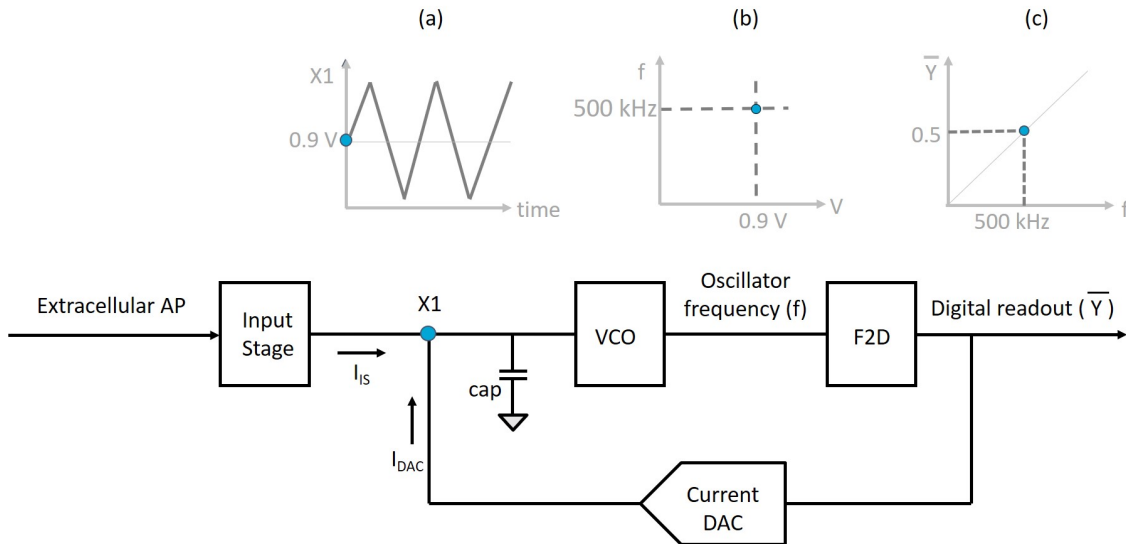 (a)
(b)
(c)
X1
0.9 V
time
f
500 kHz
0.9 V
V
Y
0.5
500 kHz
f
Extracellular AP
Input
Stage
I_IS
X1
cap
I_DAC
VCO
Oscillator
frequency (f)
F2D
Digital readout ( Y̅ )
Current
DAC